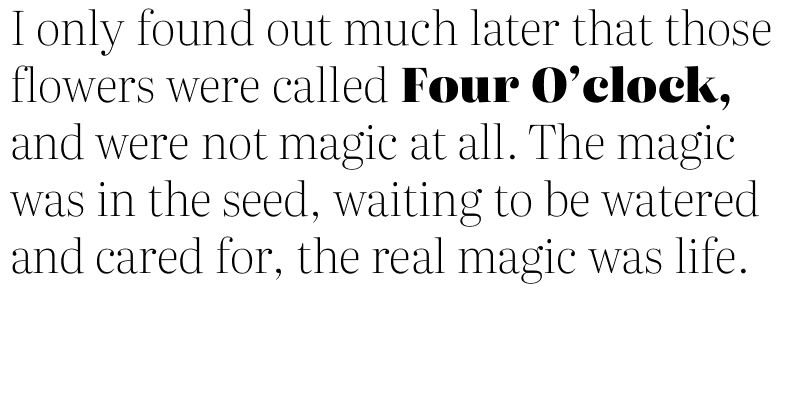 I only found out much later that those
flowers were called Four O’clock,
and were not magic at all. The magic
was in the seed, waiting to be watered
and cared for, the real magic was life.